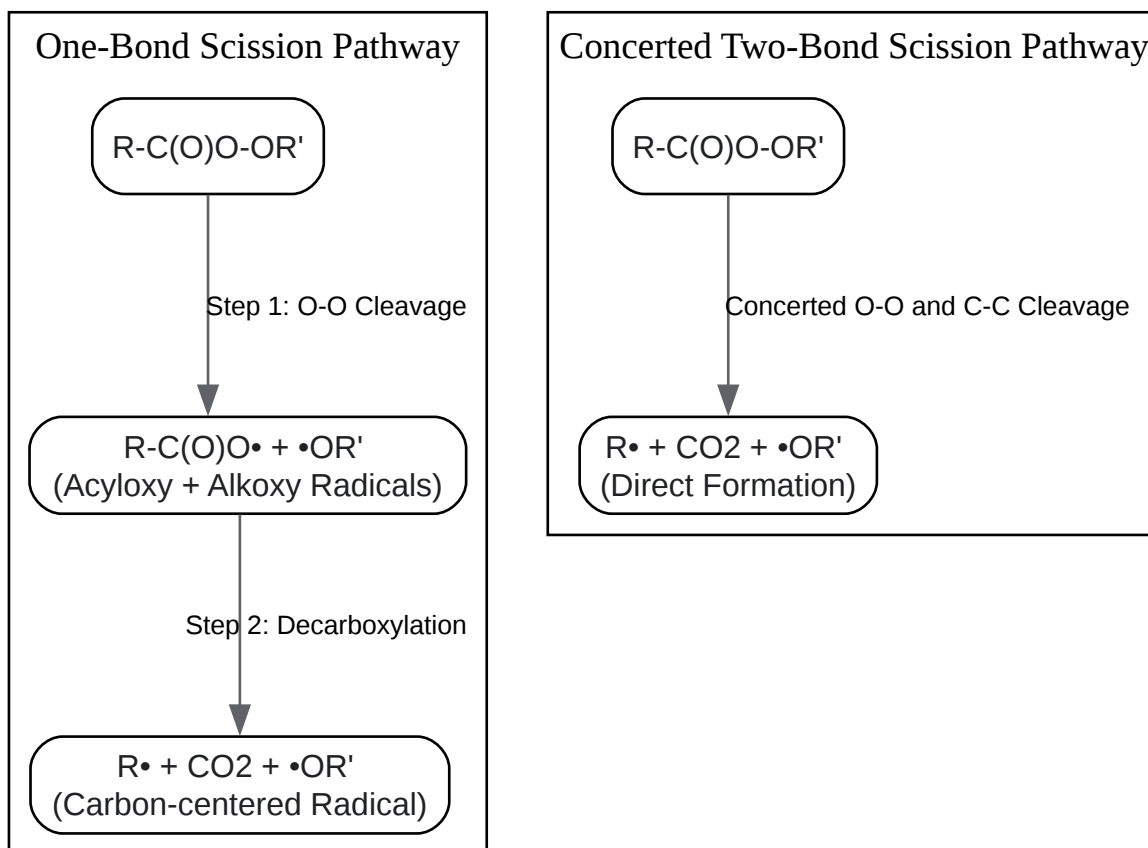 One-Bond Scission Pathway
R-C(O)O-OR'
Step 1: O-O Cleavage
R-C(O)O• + •OR'
(Acyloxy + Alkoxy Radicals)
Step 2: Decarboxylation
R• + CO2 + •OR'
(Carbon-centered Radical)
Concerted Two-Bond Scission Pathway
R-C(O)O-OR'
Concerted O-O and C-C Cleavage
R• + CO2 + •OR'
(Direct Formation)